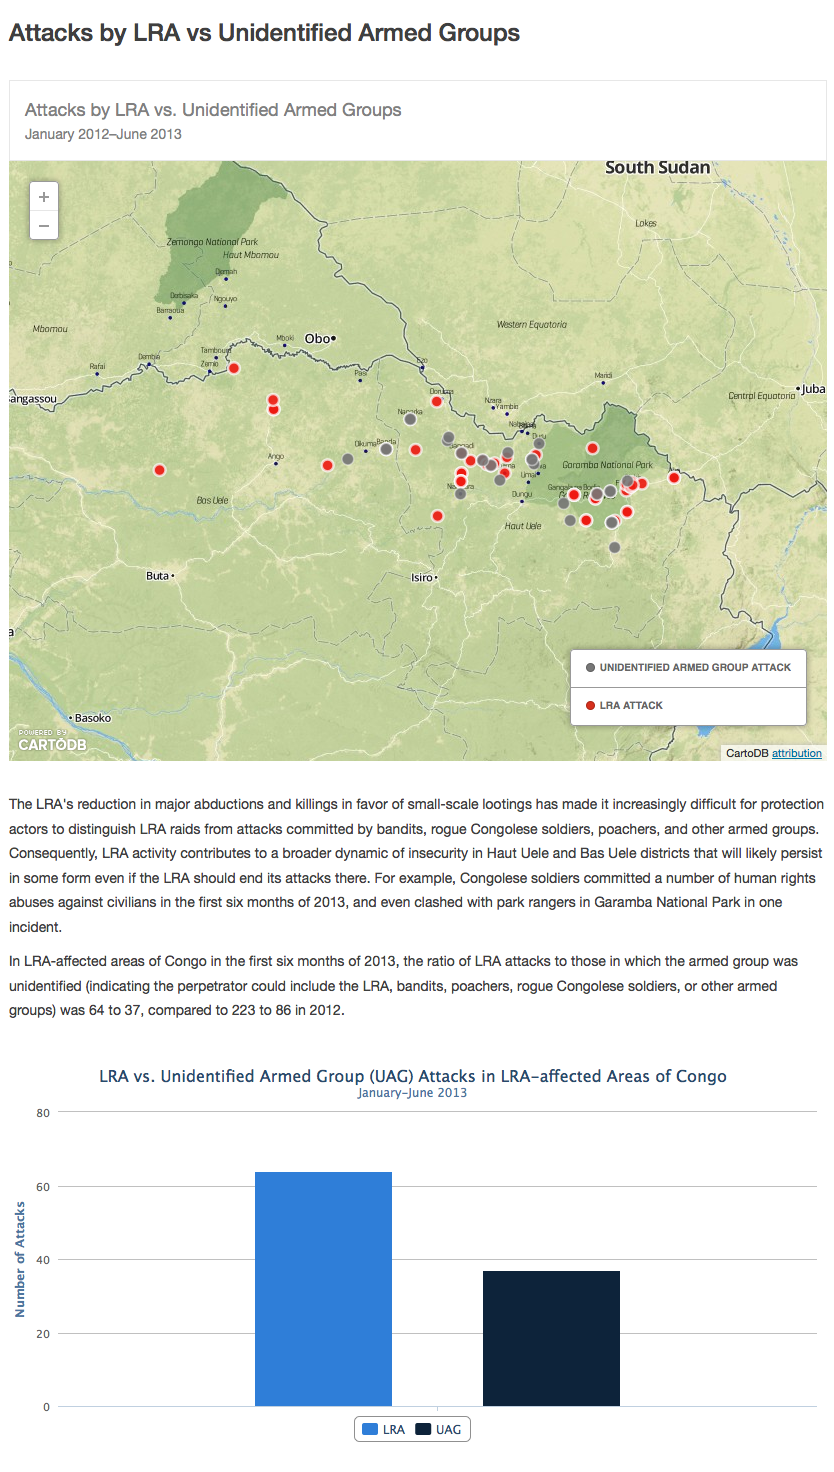 Attacks by LRA vs Unidentified Armed Groups
Attacks by LRA vs. Unidentified Armed Groups
January 2012–June 2013
South Sudan
+
−
Lokes
Zemongo National Park
Haut Mbomou
Djemah
Derbisaka
Ngouyo
Barraoua
Mbomou
Western Equatoria
Obo
Mboki
Tamboura
Dembia
Zemio
Rafai
Ezo
Pasi
Maridi
Juba
Central Equatoria
angassou
Doruma
Nzara
Yambio
Duru
Dikuma
Banda
Ango
Garamba National Park
Bas Uele
Dungu
Haut Uele
Buta
Isiro
a
UNIDENTIFIED ARMED GROUP ATTACK
LRA ATTACK
Basoko
POWERED BY
CARTODB
CartoDB attribution
The LRA's reduction in major abductions and killings in favor of small-scale lootings has made it increasingly difficult for protection
actors to distinguish LRA raids from attacks committed by bandits, rogue Congolese soldiers, poachers, and other armed groups.
Consequently, LRA activity contributes to a broader dynamic of insecurity in Haut Uele and Bas Uele districts that will likely persist
in some form even if the LRA should end its attacks there. For example, Congolese soldiers committed a number of human rights
abuses against civilians in the first six months of 2013, and even clashed with park rangers in Garamba National Park in one
incident.
In LRA-affected areas of Congo in the first six months of 2013, the ratio of LRA attacks to those in which the armed group was
unidentified (indicating the perpetrator could include the LRA, bandits, poachers, rogue Congolese soldiers, or other armed
groups) was 64 to 37, compared to 223 to 86 in 2012.
LRA vs. Unidentified Armed Group (UAG) Attacks in LRA-affected Areas of Congo
January-June 2013
Number of Attacks
80
60
40
20
0
LRA
UAG